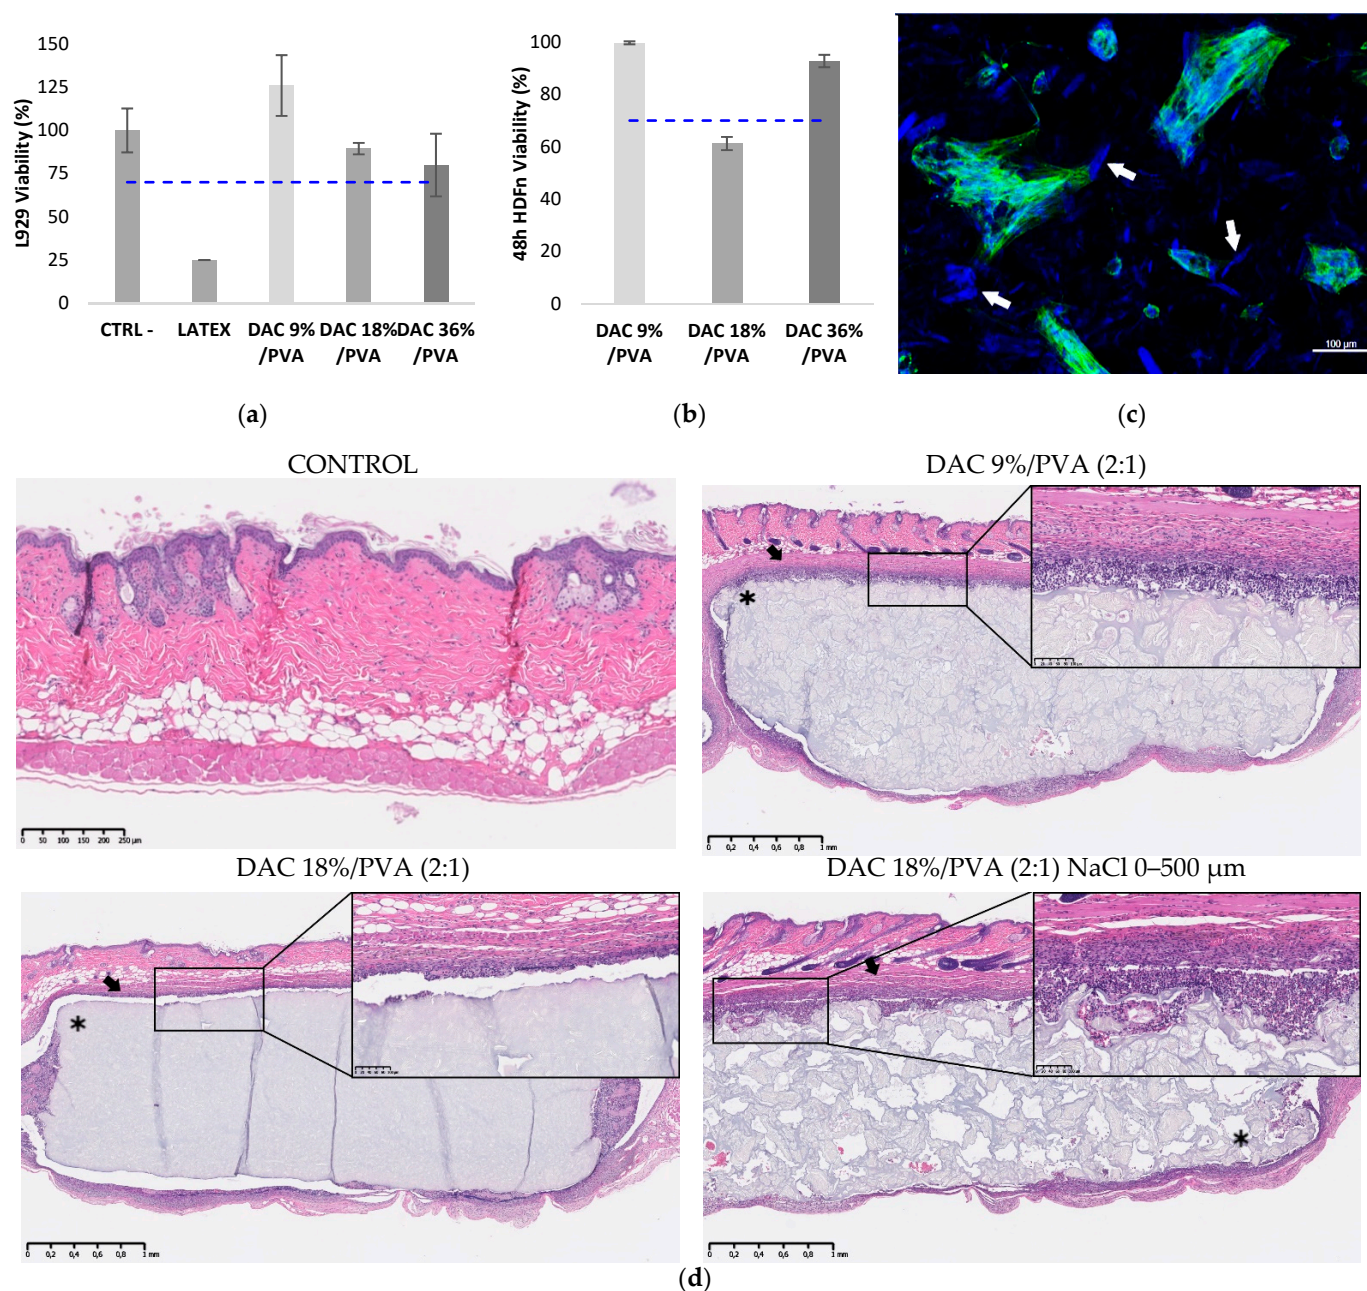 150
125
100
75
50
25
0
L929 Viability (%)
CTRL -
LATEX
DAC 9%
/PVA
DAC 18%
/PVA
DAC 36%
/PVA
(a)
100
80
60
40
20
0
48h HDFn Viability (%)
DAC 9%
/PVA
DAC 18%
/PVA
DAC 36%
/PVA
(b)
100 µm
(c)
CONTROL
0 50 100 150 200 250 µm
DAC 9%/PVA (2:1)
*
0 0,2 0,4 0,6 0,8 1 mm
DAC 18%/PVA (2:1)
*
0 0,2 0,4 0,6 0,8 1 mm
DAC 18%/PVA (2:1) NaCl 0–500 µm
*
0 0,2 0,4 0,6 0,8 1 mm
(d)